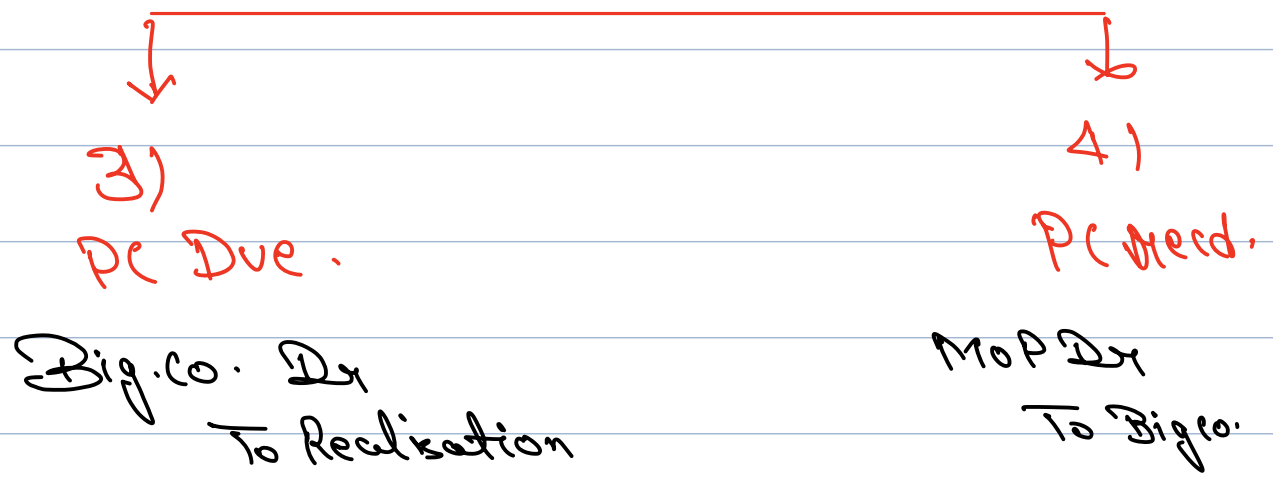 3)
PC Due.
Big.co. Dr
To Realisation
4)
PC Recd.
MOP Dr
To Bigco.